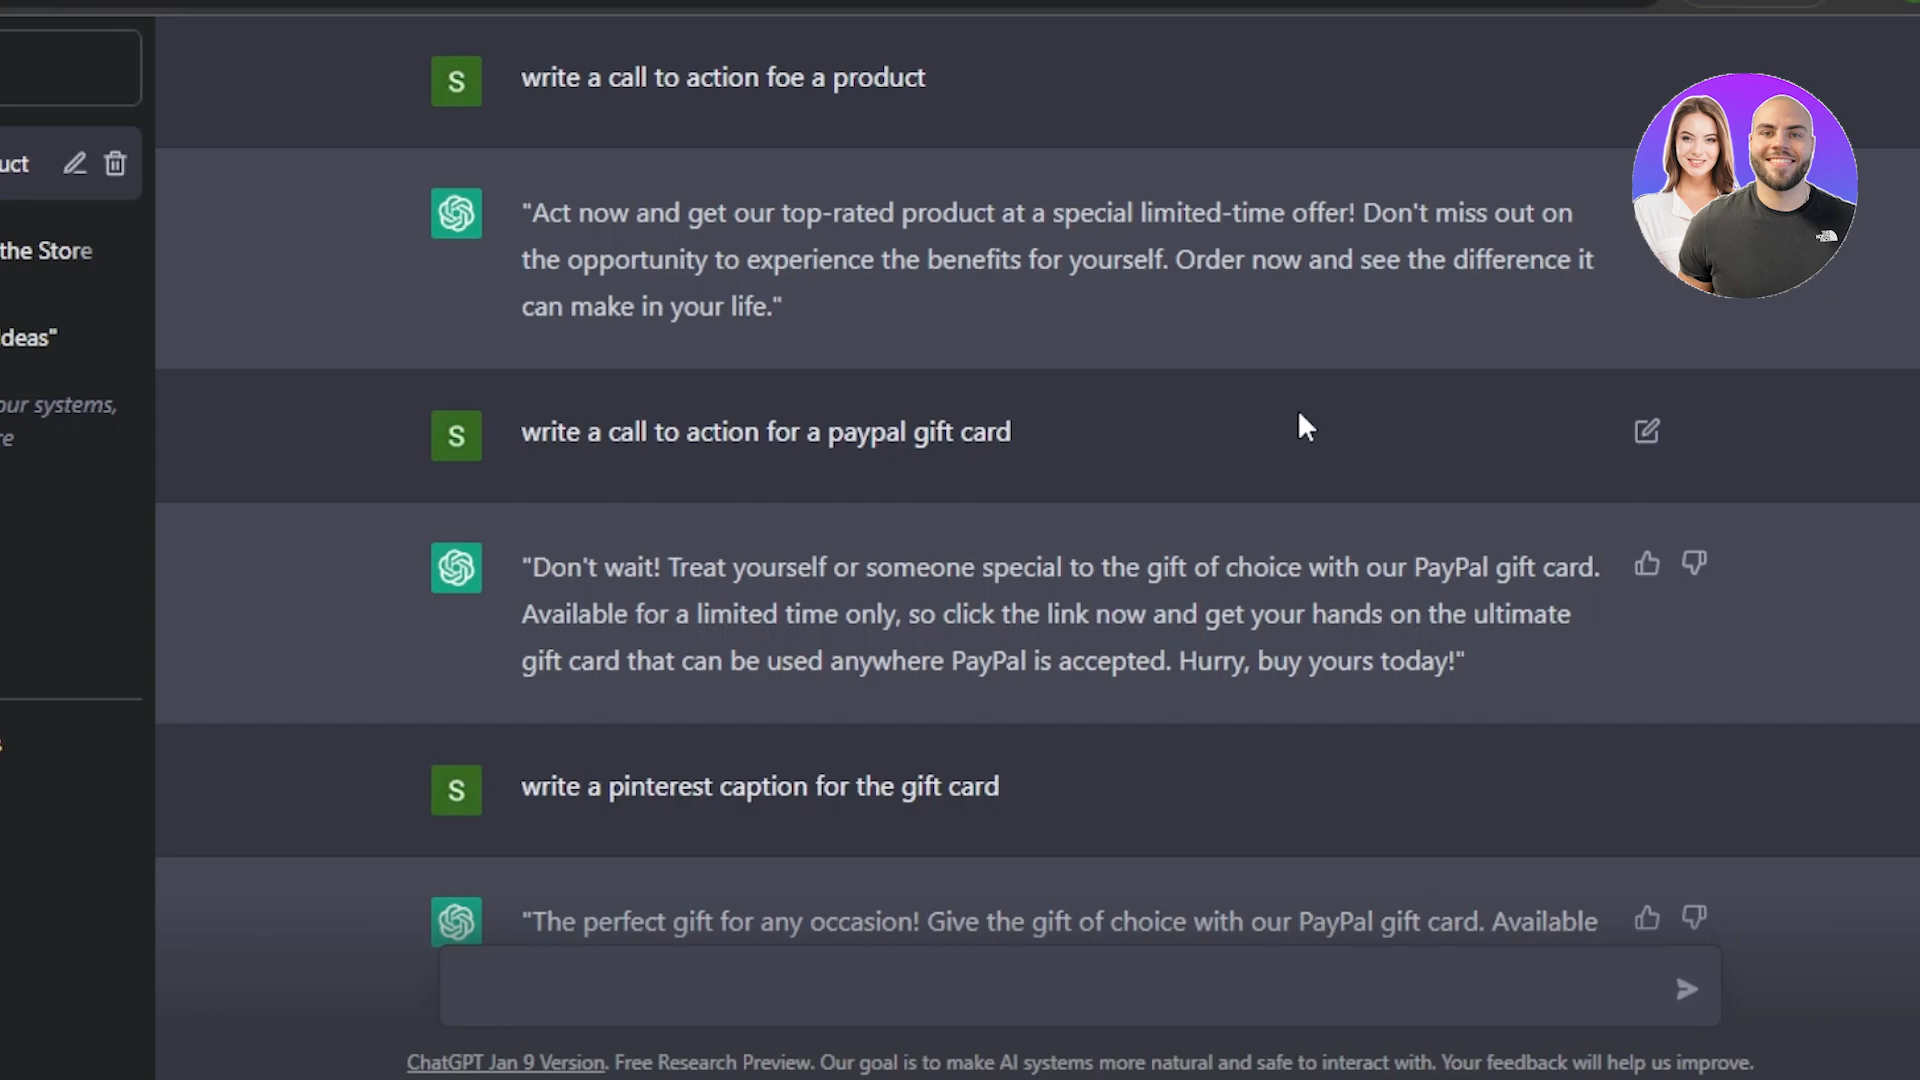 write a call to action foe a product
"Act now and get our top-rated product at a special limited-time offer! Don't miss out on
the opportunity to experience the benefits for yourself. Order now and see the difference it
can make in your life."
write a call to action for a paypal gift card
"Don't wait! Treat yourself or someone special to the gift of choice with our PayPal gift card.
Available for a limited time only, so click the link now and get your hands on the ultimate
gift card that can be used anywhere PayPal is accepted. Hurry, buy yours today!"
write a pinterest caption for the gift card
"The perfect gift for any occasion! Give the gift of choice with our PayPal gift card. Available
ChatGPT Jan 9 Version. Free Research Preview. Our goal is to make AI systems more natural and safe to interact with. Your feedback will help us improve.
uct
the Store
deas"
our systems,
re
S
S
S